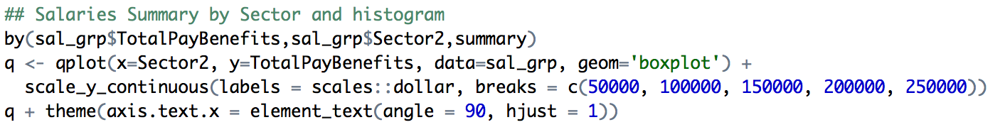 ## Salaries Summary by Sector and histogram
by(sal_grp$TotalPayBenefits,sal_grp$Sector2,summary)
q <- qplot(x=Sector2, y=TotalPayBenefits, data=sal_grp, geom='boxplot') +
  scale_y_continuous(labels = scales::dollar, breaks = c(50000, 100000, 150000, 200000, 250000))
q + theme(axis.text.x = element_text(angle = 90, hjust = 1))